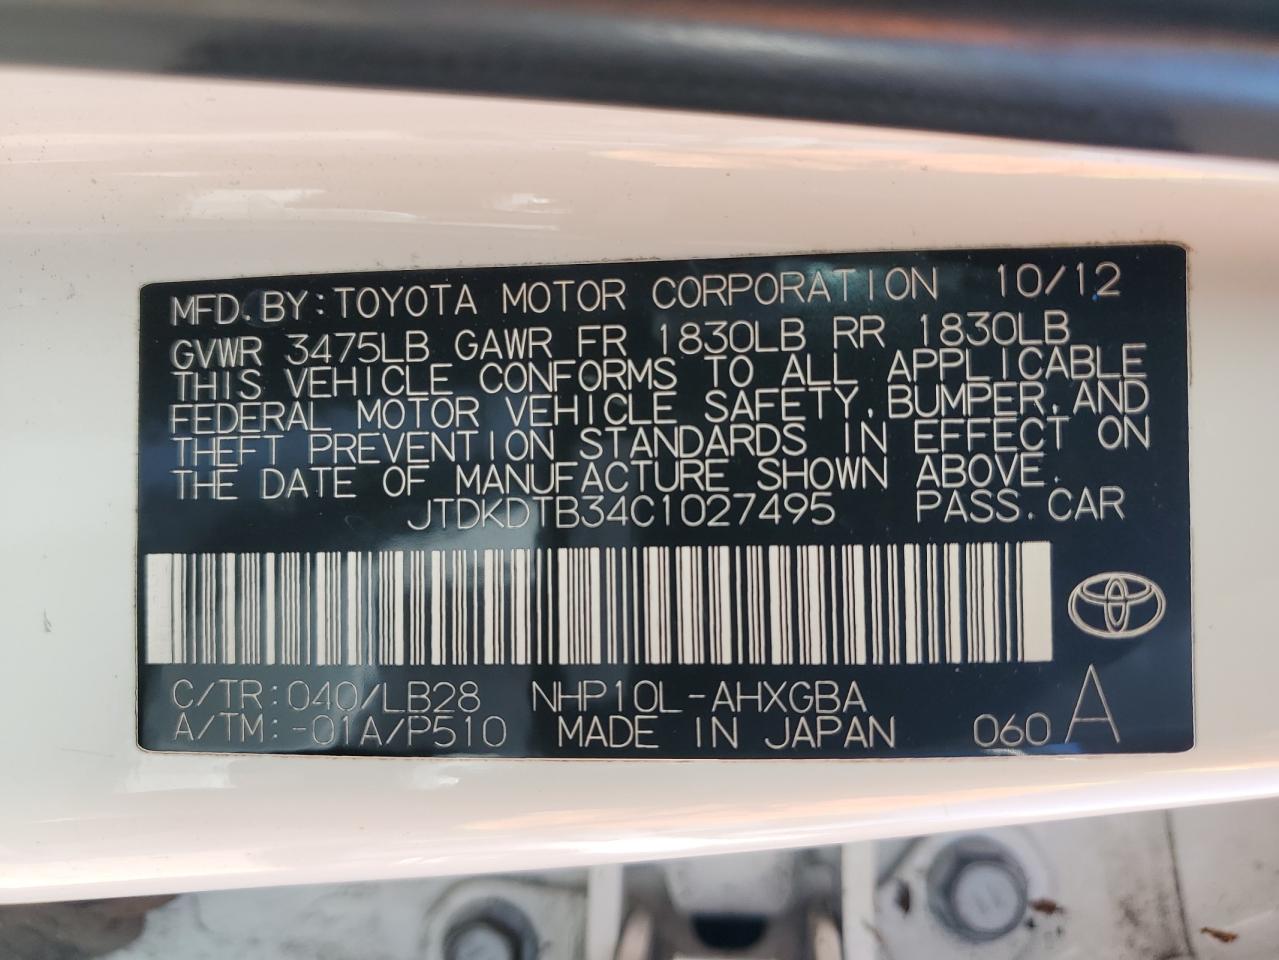 MFD. BY: TOYOTA MOTOR CORPORATION 10/12
GVWR 3475LB GAWR FR 1830LB RR 1830LB
THIS VEHICLE CONFORMS TO ALL APPLICABLE
FEDERAL MOTOR VEHICLE SAFETY, BUMPER, AND
THEFT PREVENTION STANDARDS IN EFFECT ON
THE DATE OF MANUFACTURE SHOWN ABOVE.
JTDKDTB34C1027495 PASS. CAR
C/TR: 040/LB28 NHP10L-AHXGBA
A/TM: -01A/P510 MADE IN JAPAN 060 A